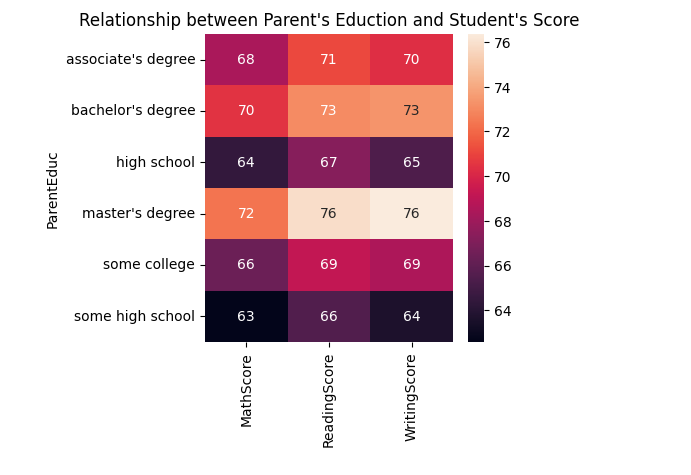 Relationship between Parent's Eduction and Student's Score
ParentEduc
associate's degree 68 71 70
bachelor's degree 70 73 73
high school 64 67 65
master's degree 72 76 76
some college 66 69 69
some high school 63 66 64
MathScore
ReadingScore
WritingScore
76
74
72
70
68
66
64